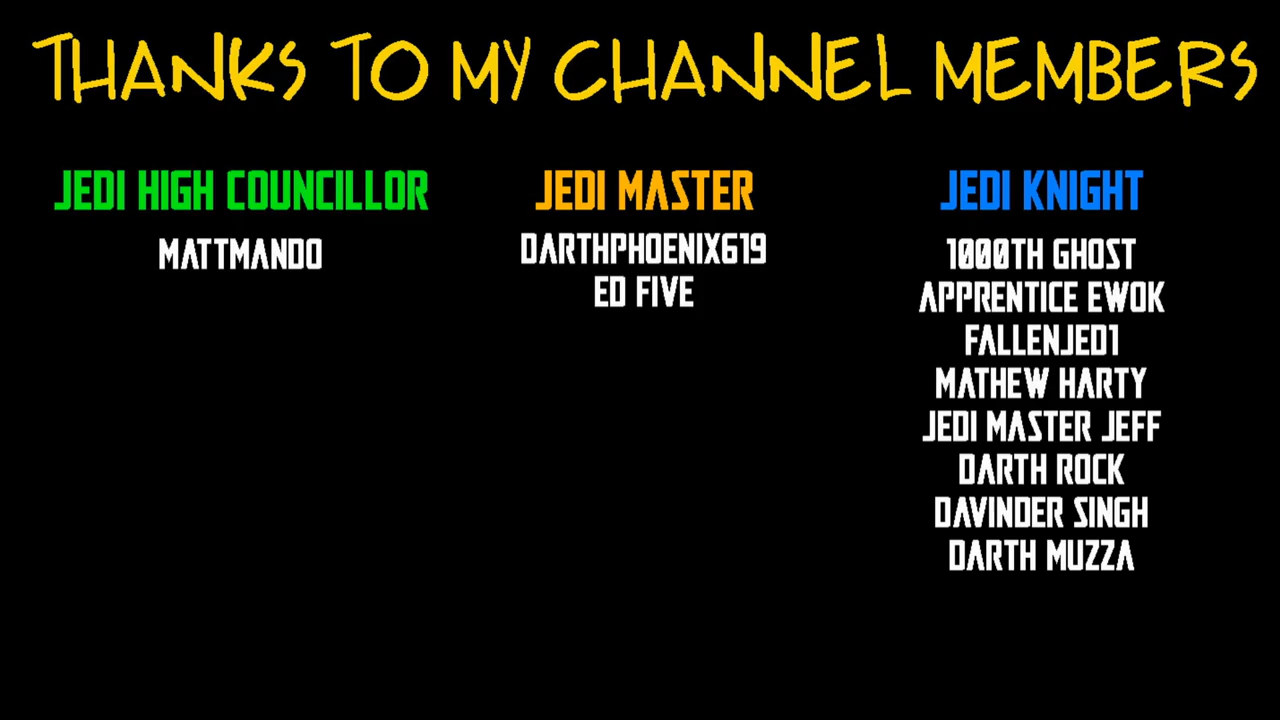 THANKS TO MY CHANNEL MEMBERS
JEDI HIGH COUNCILLOR
MATTMANDO
JEDI MASTER
DARTHPHOENIX619
ED FIVE
JEDI KNIGHT
1000TH GHOST
APPRENTICE EWOK
FALLENJED1
MATHEW HARTY
JEDI MASTER JEFF
DARTH ROCK
DAVINDER SINGH
DARTH MUZZA